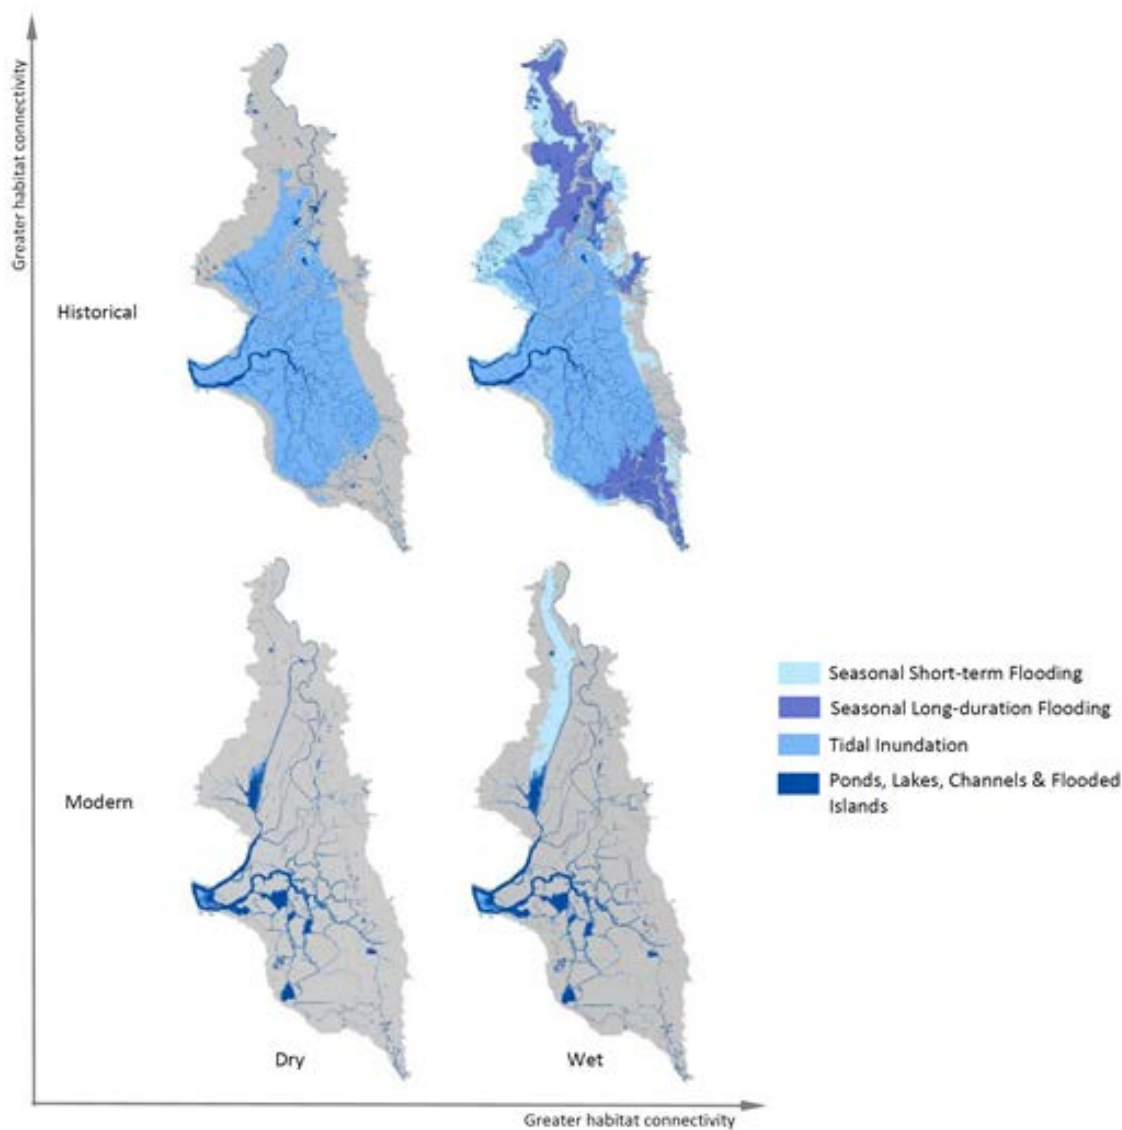 Greater habitat connectivity
Historical
Modern
Seasonal Short-term Flooding
Seasonal Long-duration Flooding
Tidal Inundation
Ponds, Lakes, Channels & Flooded
Islands
Dry
Wet
Greater habitat connectivity